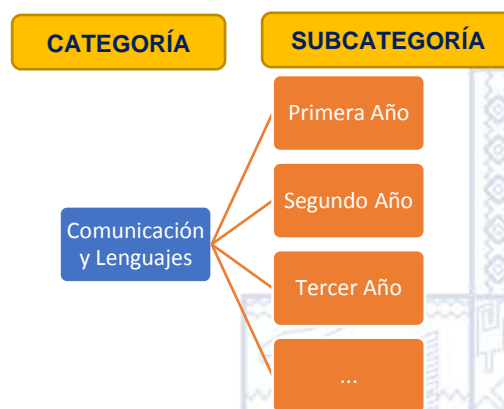 CATEGORÍA
SUBCATEGORÍA
Comunicación
y Lenguajes
Primera Año
Segundo Año
Tercer Año
...